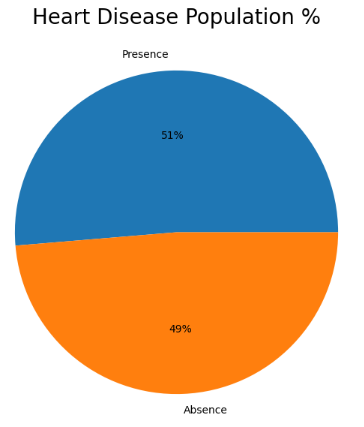 Heart Disease Population %
Presence
51%
49%
Absence